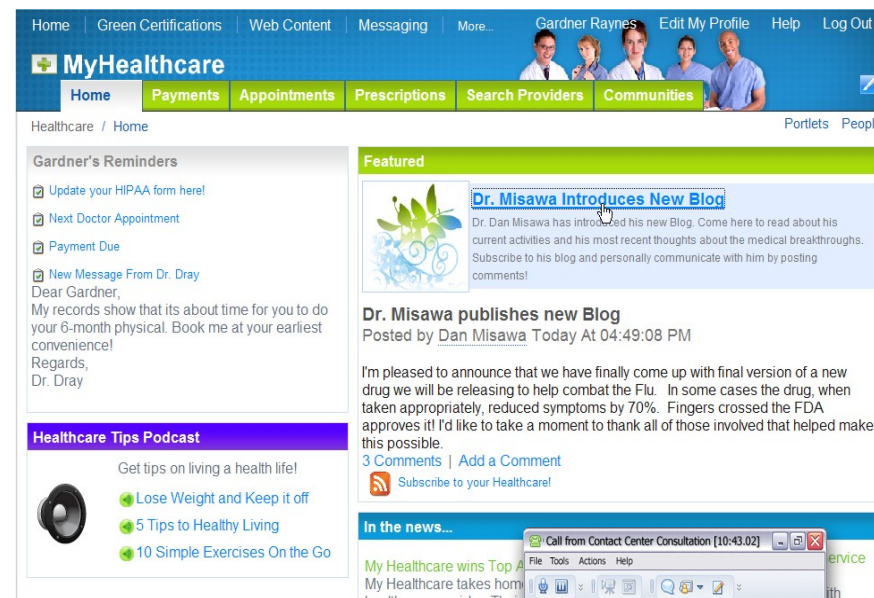 Home | Green Certifications | Web Content | Messaging | More...
Gardner Raynes Edit My Profile Help Log Out
MyHealthcare
Home Payments Appointments Prescriptions Search Providers Communities
Healthcare / Home
Portlets
Gardner's Reminders
Update your HIPAA form here!
Next Doctor Appointment
Payment Due
New Message From Dr. Dray
Dear Gardner,
My records show that its about time for you to do
your 6-month physical. Book me at your earliest
convenience!
Regards,
Dr. Dray
Healthcare Tips Podcast
Get tips on living a health life!
Lose Weight and Keep it off
5 Tips to Healthy Living
10 Simple Exercises On the Go
Featured
Dr. Misawa Introduces New Blog
Dr. Dan Misawa has introduced his new Blog. Come here to read about his
current activities and his most recent thoughts about the medical breakthroughs.
Subscribe to his blog and personally communicate with him by posting
comments!
Dr. Misawa publishes new Blog
Posted by Dan Misawa Today At 04:49:08 PM
I'm pleased to announce that we have finally come up with final version of a new
drug we will be releasing to help combat the Flu. In some cases the drug, when
taken appropriately, reduced symptoms by 70%. Fingers crossed the FDA
approves it! I'd like to take a moment to thank all of those involved that helped make
this possible.
3 Comments | Add a Comment
Subscribe to your Healthcare!
In the news...
My Healthcare wins Top
My Healthcare takes hom
Call from Contact Center Consultation [10:43.02]
File Tools Actions Help